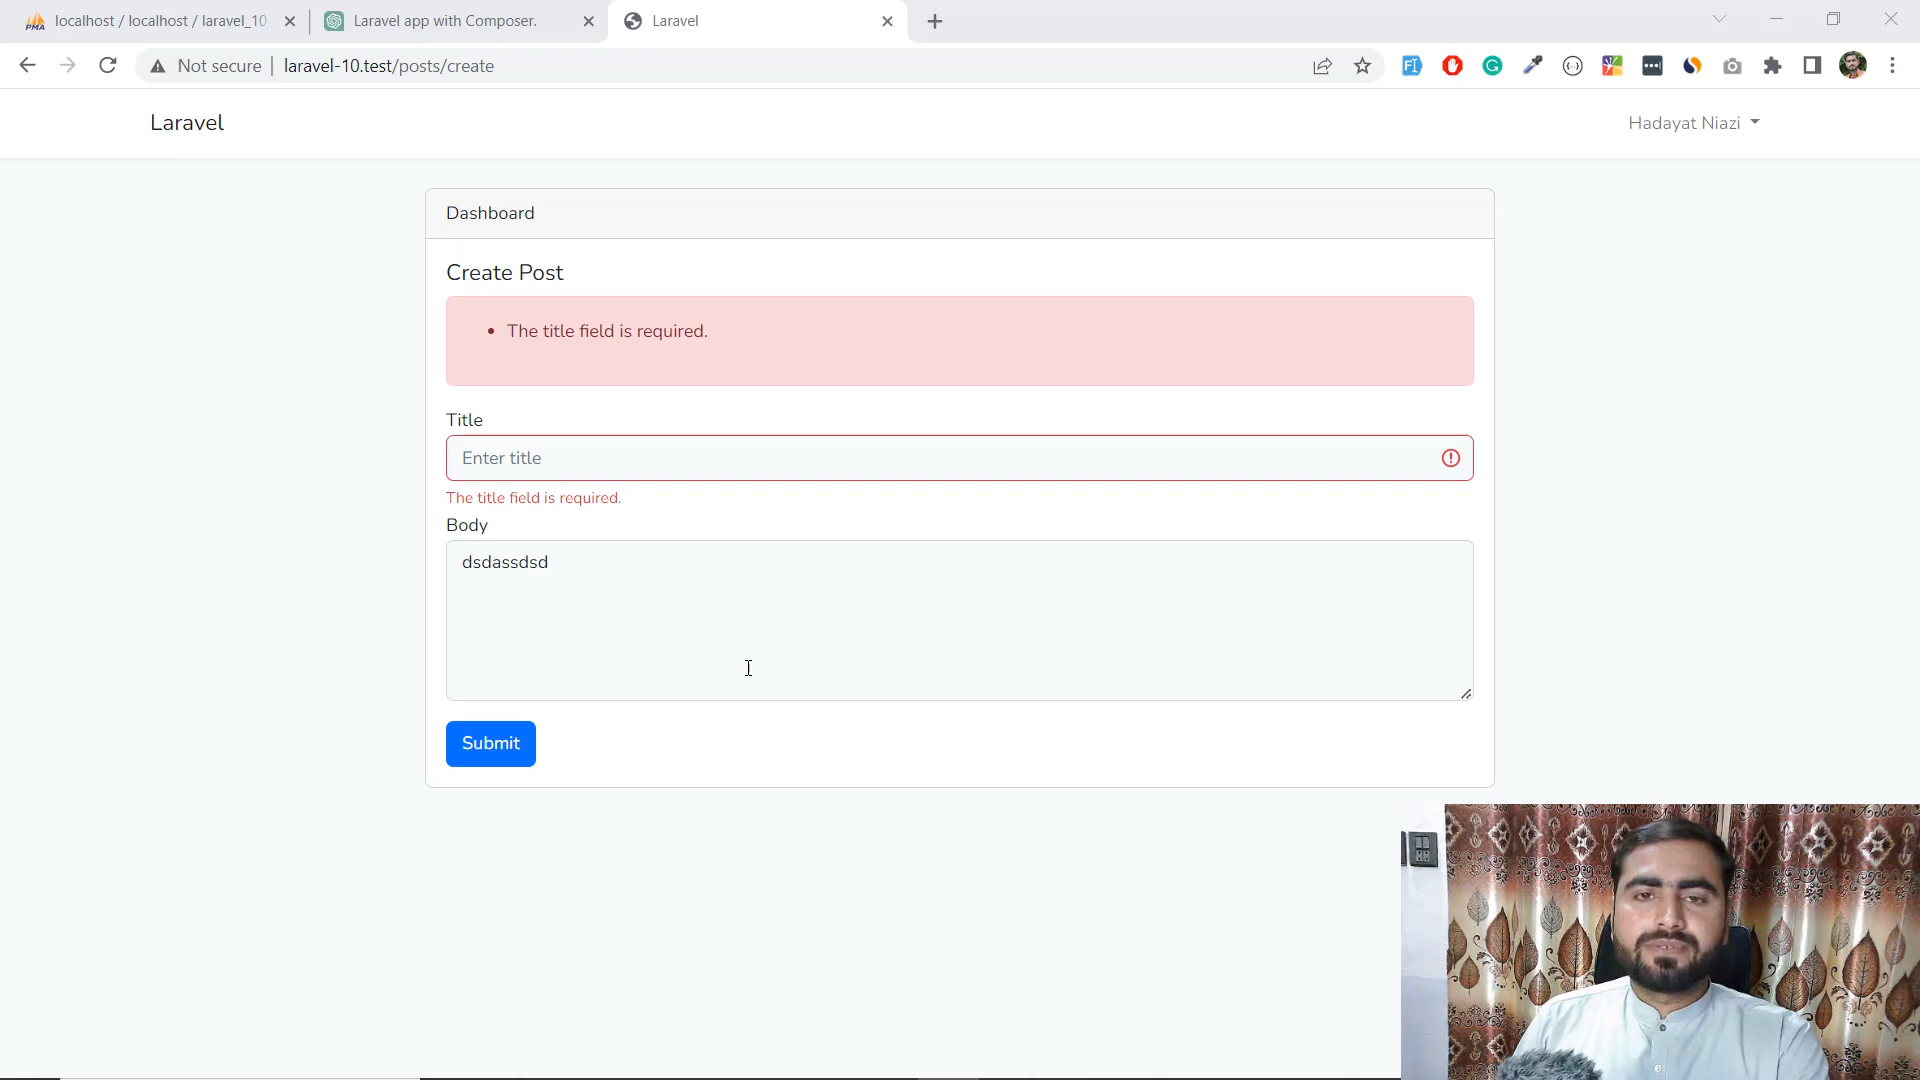 localhost / localhost / laravel_10
Laravel app with Composer.
Laravel
Not secure
laravel-10.test/posts/create
Laravel
Hadayat Niazi
Dashboard
Create Post
The title field is required.
Title
Enter title
The title field is required.
Body
dsdassdsd
Submit